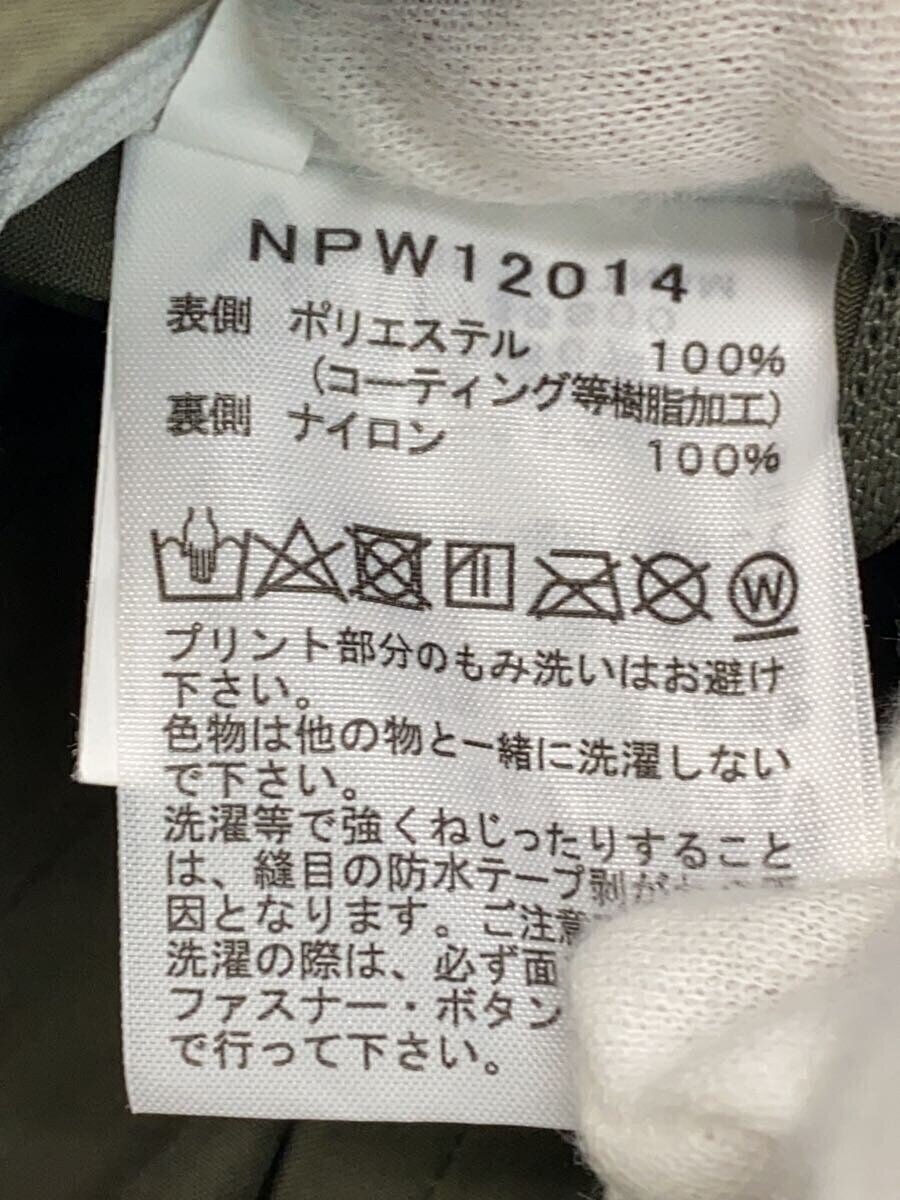 NPW12014
表側 ポリエステル 100%
(コーティング等樹脂加工)
裏側 ナイロン 100%
W
プリント部分のもみ洗いはお避け
下さい。
色物は他の物と一緒に洗濯しない
で下さい。
洗濯等で強くねじったりすること
は、縫目の防水テープ剥が
因となります。ご注意
洗濯の際は、必ず面
ファスナー・ボタン
で行って下さい。